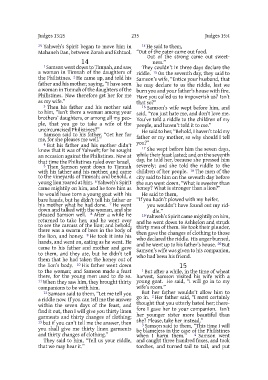 Judges 13:25
235
Judges 15:4
25 Yahweh's Spirit began to move him in
Mahaneh Dan, between Zorah and Eshtaol.
14
1 Samson went down to Timnah, and saw
a woman in Timnah of the daughters of
the Philistines. 2 He came up, and told his
father and his mother, saying, "I have seen
a woman in Timnah of the daughters of the
Philistines. Now therefore get her for me
as my wife."
3 Then his father and his mother said
to him, "Isn't there a woman among your
brothers' daughters, or among all my peo-
ple, that you go to take a wife of the
uncircumcised Philistines?"
Samson said to his father, "Get her for
me, for she pleases me well."
4 But his father and his mother didn't
know that it was of Yahweh; for he sought
an occasion against the Philistines. Now at
that time the Philistines ruled over Israel.
5 Then Samson went down to Timnah
with his father and his mother, and came
to the vineyards of Timnah; and behold, a
young lion roared at him. 6 Yahweh's Spirit
came mightily on him, and he tore him as
he would have torn a young goat with his
bare hands, but he didn't tell his father or
his mother what he had done. 7 He went
down and talked with the woman, and she
pleased Samson well. 8 After a while he
returned to take her, and he went over
to see the carcass of the lion; and behold,
there was a swarm of bees in the body of
the lion, and honey. 9 He took it into his
hands, and went on, eating as he went. He
came to his father and mother and gave
to them, and they ate, but he didn't tell
them that he had taken the honey out of
the lion's body. 10 His father went down
to the woman; and Samson made a feast
there, for the young men used to do so.
11 When they saw him, they brought thirty
companions to be with him.
12 Samson said to them, "Let me tell you
a riddle now. If you can tell me the answer
within the seven days of the feast, and
find it out, then I will give you thirty linen
garments and thirty changes of clothing;
13 but if you can't tell me the answer, then
you shall give me thirty linen garments
and thirty changes of clothing."
They said to him, "Tell us your riddle,
that we may hear it."
14 He said to them,
"Out of the eater came out food.
Out of the strong came out sweet-
ness."
They couldn't in three days declare the
riddle. 15 On the seventh day, they said to
Samson's wife, "Entice your husband, that
he may declare to us the riddle, lest we
burn you and your father's house with fire.
Have you called us to impoverish us? Isn't
that so?"
16 Samson's wife wept before him, and
said, "You just hate me, and don't love me.
You've told a riddle to the children of my
people, and haven't told it to me."
He said to her, "Behold, I haven't told my
father or my mother, so why should I tell
you?"
17 She wept before him the seven days,
while their feast lasted; and on the seventh
day, he told her, because she pressed him
severely; and she told the riddle to the
children of her people. 18 The men of the
city said to him on the seventh day before
the sun went down, "What is sweeter than
honey? What is stronger than a lion?"
He said to them,
"If you hadn't plowed with my heifer,
you wouldn't have found out my rid-
dle."
19 Yahweh's Spirit came mightily on him,
and he went down to Ashkelon and struck
thirty men of them. He took their plunder,
then gave the changes of clothing to those
who declared the riddle. His anger burned,
and he went up to his father's house. 20 But
Samson's wife was given to his companion,
who had been his friend.
15
1 But after a while, in the time of wheat
harvest, Samson visited his wife with a
young goat. He said, "I will go in to my
wife's room."
But her father wouldn't allow him to
go in. 2 Her father said, "I most certainly
thought that you utterly hated her; there-
fore I gave her to your companion. Isn't
her younger sister more beautiful than
she? Please take her instead."
3 Samson said to them, "This time I will
be blameless in the case of the Philistines
when I harm them." 4 Samson went
and caught three hundred foxes, and took
torches, and turned tail to tail, and put